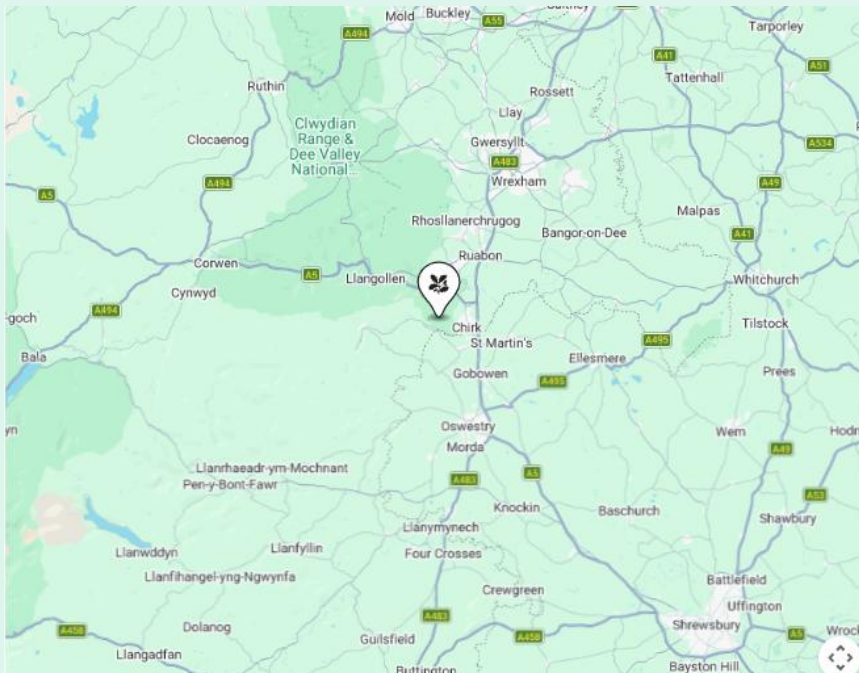 Mold
Buckley
A55
Tarporley
A494
A41
A51
Tattenhall
Ruthin
Rossett
Llay
Clwydian
Range &
Dee Valley
National...
Clocaenog
Gwersyllt
A483
A534
Wrexham
A494
A49
A5
Rhosllanerchrugog
Malpas
Bangor-on-Dee
A41
Ruabon
Corwen
A5
Llangollen
Whitchurch
Cynwyd
A494
-goch
Chirk
Tilstock
St Martin's
A495
Bala
Ellesmere
Gobowen
Prees
A495
Oswestry
Wem
yn
Morda
A49
Llanrhaeadr-ym-Mochnant
Pen-y-Bont-Fawr
A483
A5
A53
Knockin
Baschurch
Shawbury
Llanymynech
Llanwddyn
Llanfyllin
Four Crosses
Llanfihangel-yng-Ngwynfa
Crewgreen
Battlefield
Uffington
A483
Dolanog
A458
Guilsfield
A458
Shrewsbury
A5
Llangadfan
Buttington
Bayston Hill